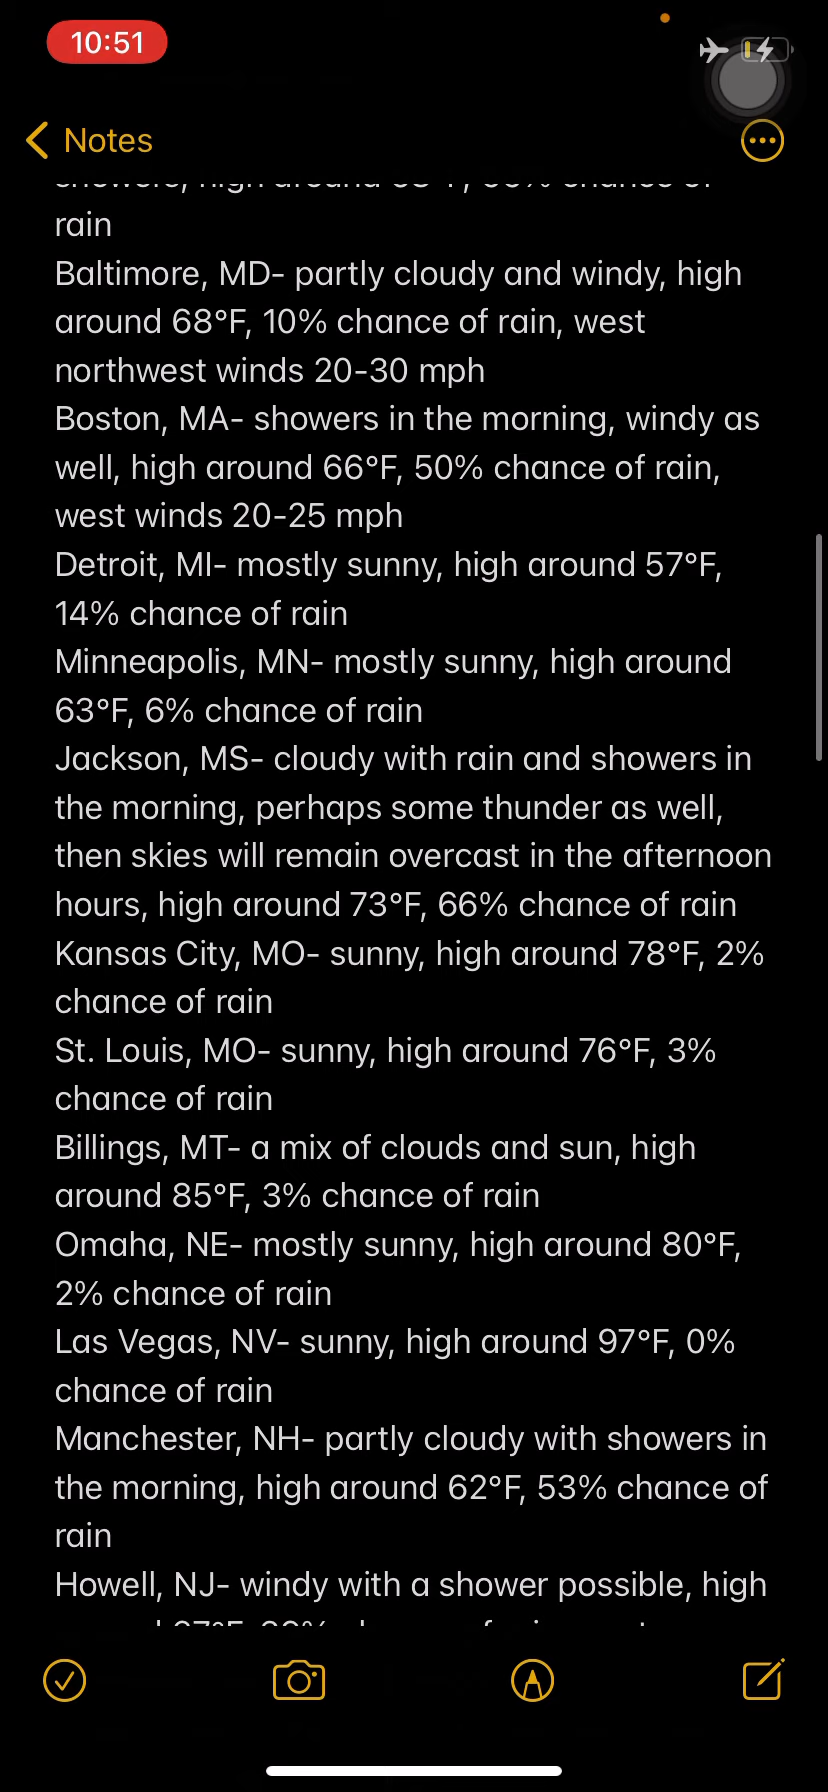 10:51
Notes
rain
Baltimore, MD- partly cloudy and windy, high
around 68°F, 10% chance of rain, west
northwest winds 20-30 mph
Boston, MA- showers in the morning, windy as
well, high around 66°F, 50% chance of rain,
west winds 20-25 mph
Detroit, MI- mostly sunny, high around 57°F,
14% chance of rain
Minneapolis, MN- mostly sunny, high around
63°F, 6% chance of rain
Jackson, MS- cloudy with rain and showers in
the morning, perhaps some thunder as well,
then skies will remain overcast in the afternoon
hours, high around 73°F, 66% chance of rain
Kansas City, MO- sunny, high around 78°F, 2%
chance of rain
St. Louis, MO- sunny, high around 76°F, 3%
chance of rain
Billings, MT- a mix of clouds and sun, high
around 85°F, 3% chance of rain
Omaha, NE- mostly sunny, high around 80°F,
2% chance of rain
Las Vegas, NV- sunny, high around 97°F, 0%
chance of rain
Manchester, NH- partly cloudy with showers in
the morning, high around 62°F, 53% chance of
rain
Howell, NJ- windy with a shower possible, high